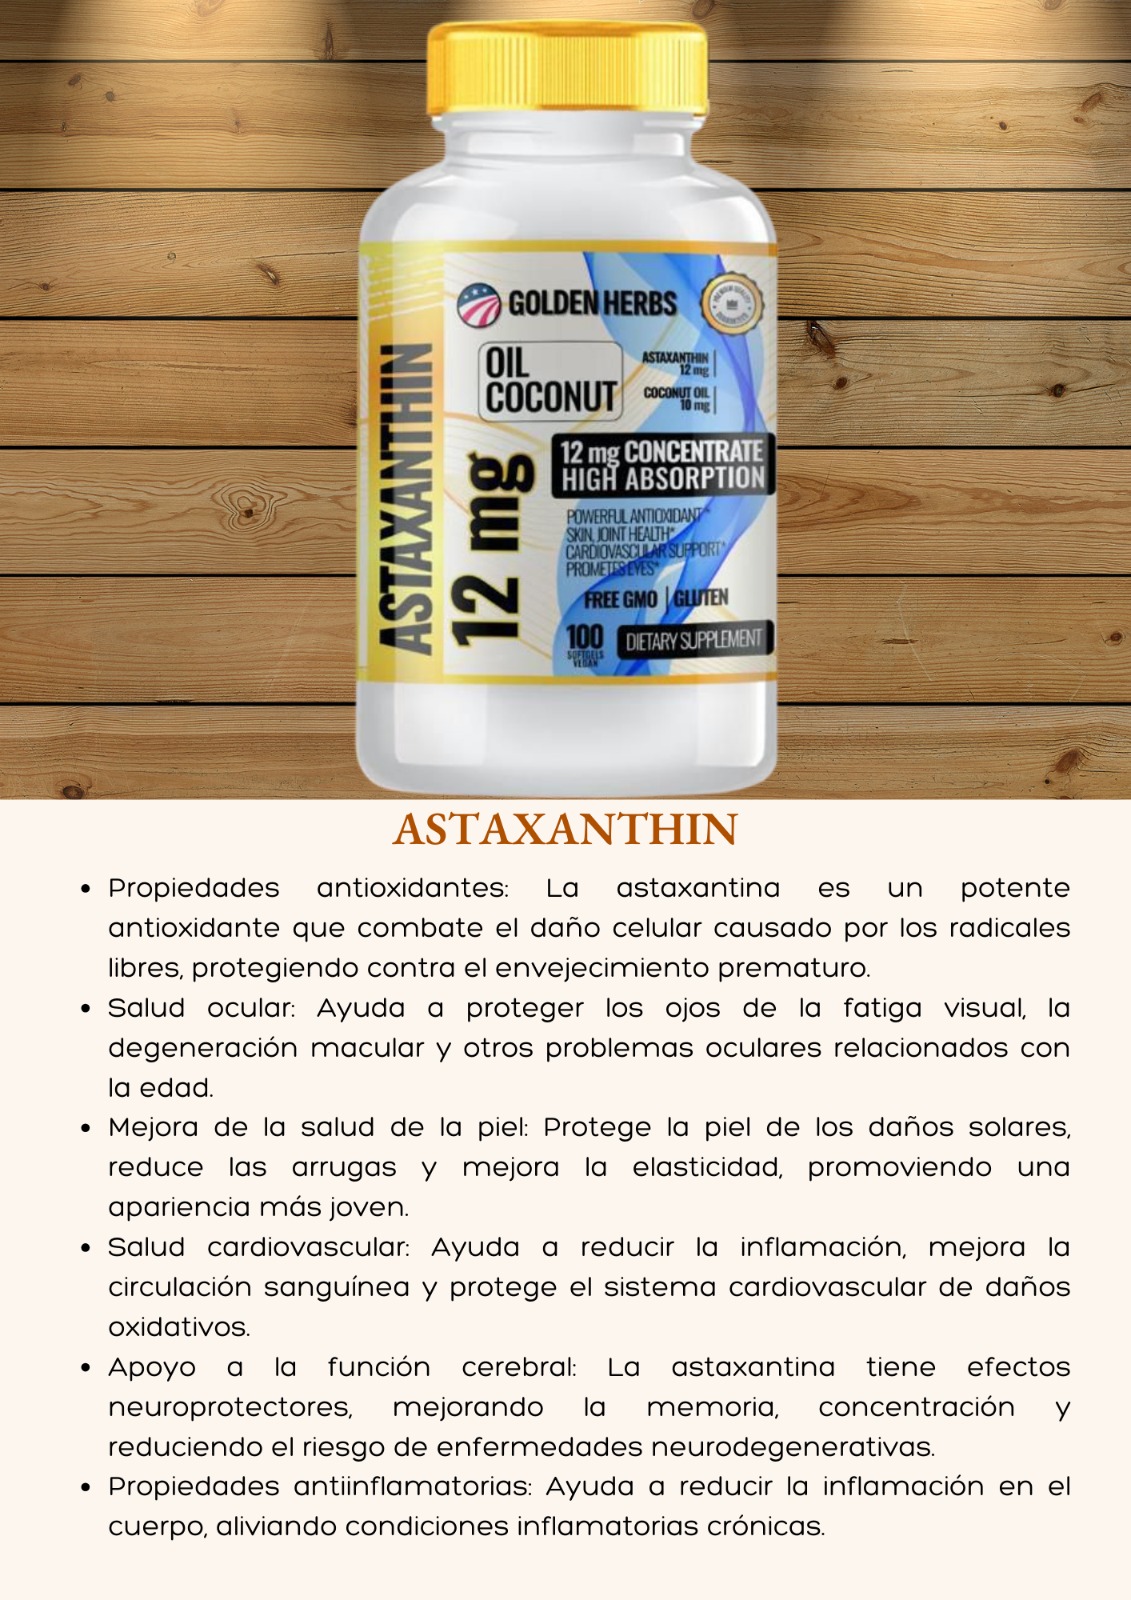 GOLDEN HERBS
PREMIUM QUALITY
GUARANTEED
ASTAXANTHIN
12 mg
OIL
COCONUT
ASTAXANTHIN
12 mg
COCONUT OIL
10 mg
12 mg CONCENTRATE
HIGH ABSORPTION
POWERFUL ANTIOXIDANT*
SKIN, JOINT HEALTH*
CARDIOVASCULAR SUPPORT*
PROMETES EYES*
FREE GMO | GLUTEN
100
SOFTGELS
VEGAN
DIETARY SUPPLEMENT
ASTAXANTHIN
• Propiedades antioxidantes: La astaxantina es un potente
antioxidante que combate el daño celular causado por los radicales
libres, protegiendo contra el envejecimiento prematuro.
• Salud ocular: Ayuda a proteger los ojos de la fatiga visual, la
degeneración macular y otros problemas oculares relacionados con
la edad.
• Mejora de la salud de la piel: Protege la piel de los daños solares,
reduce las arrugas y mejora la elasticidad, promoviendo una
apariencia más joven.
• Salud cardiovascular: Ayuda a reducir la inflamación, mejora la
circulación sanguínea y protege el sistema cardiovascular de daños
oxidativos.
• Apoyo a la función cerebral: La astaxantina tiene efectos
neuroprotectores, mejorando la memoria, concentración y
reduciendo el riesgo de enfermedades neurodegenerativas.
• Propiedades antiinflamatorias: Ayuda a reducir la inflamación en el
cuerpo, aliviando condiciones inflamatorias crónicas.